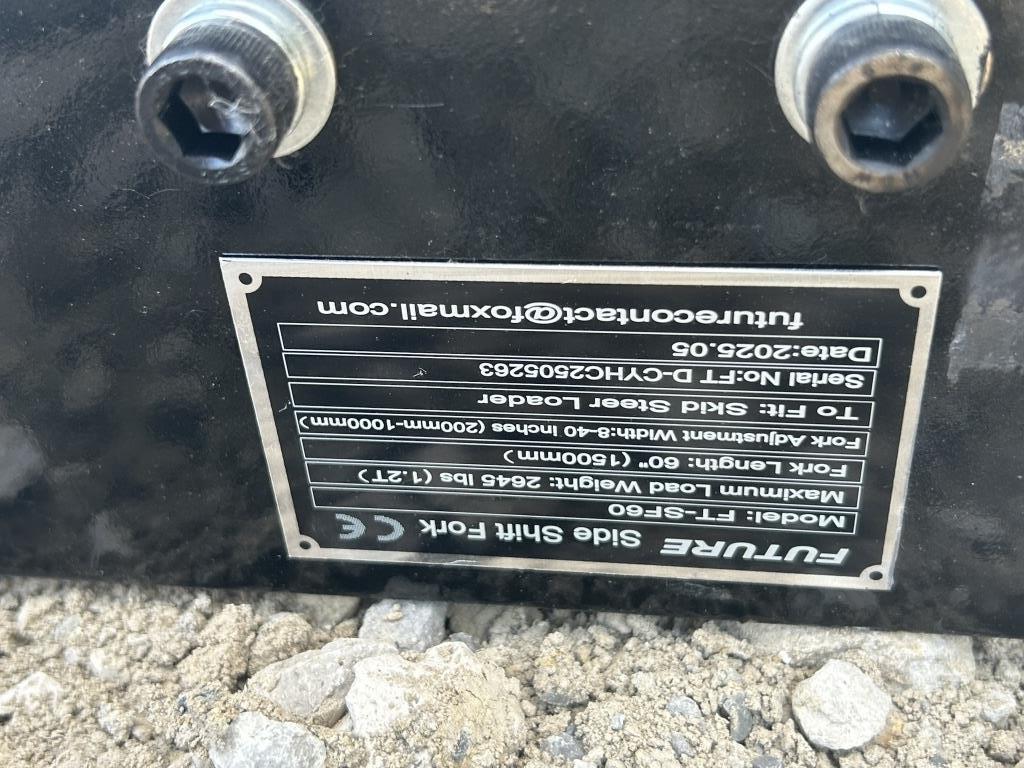 FUTURE Side Shift Fork CE
Model: FT-SF60
Maximum Load Weight: 2645 lbs (1.2T)
Fork Length: 60" (1500mm)
Fork Adjustment Width:8-40 Inches (200mm-1000mm)
To Fit: Skid Steer Loader
Serial No:FT D-CYHC2505263
Date:2025.05
futurecontact@foxmail.com